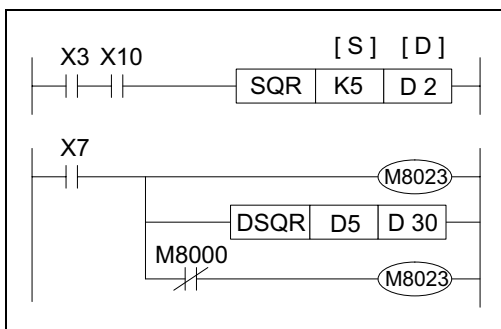 [ S ] [ D ]
X3 X10
SQR K5 D 2
X7
M8023
DSQR D5 D 30
M8000
M8023